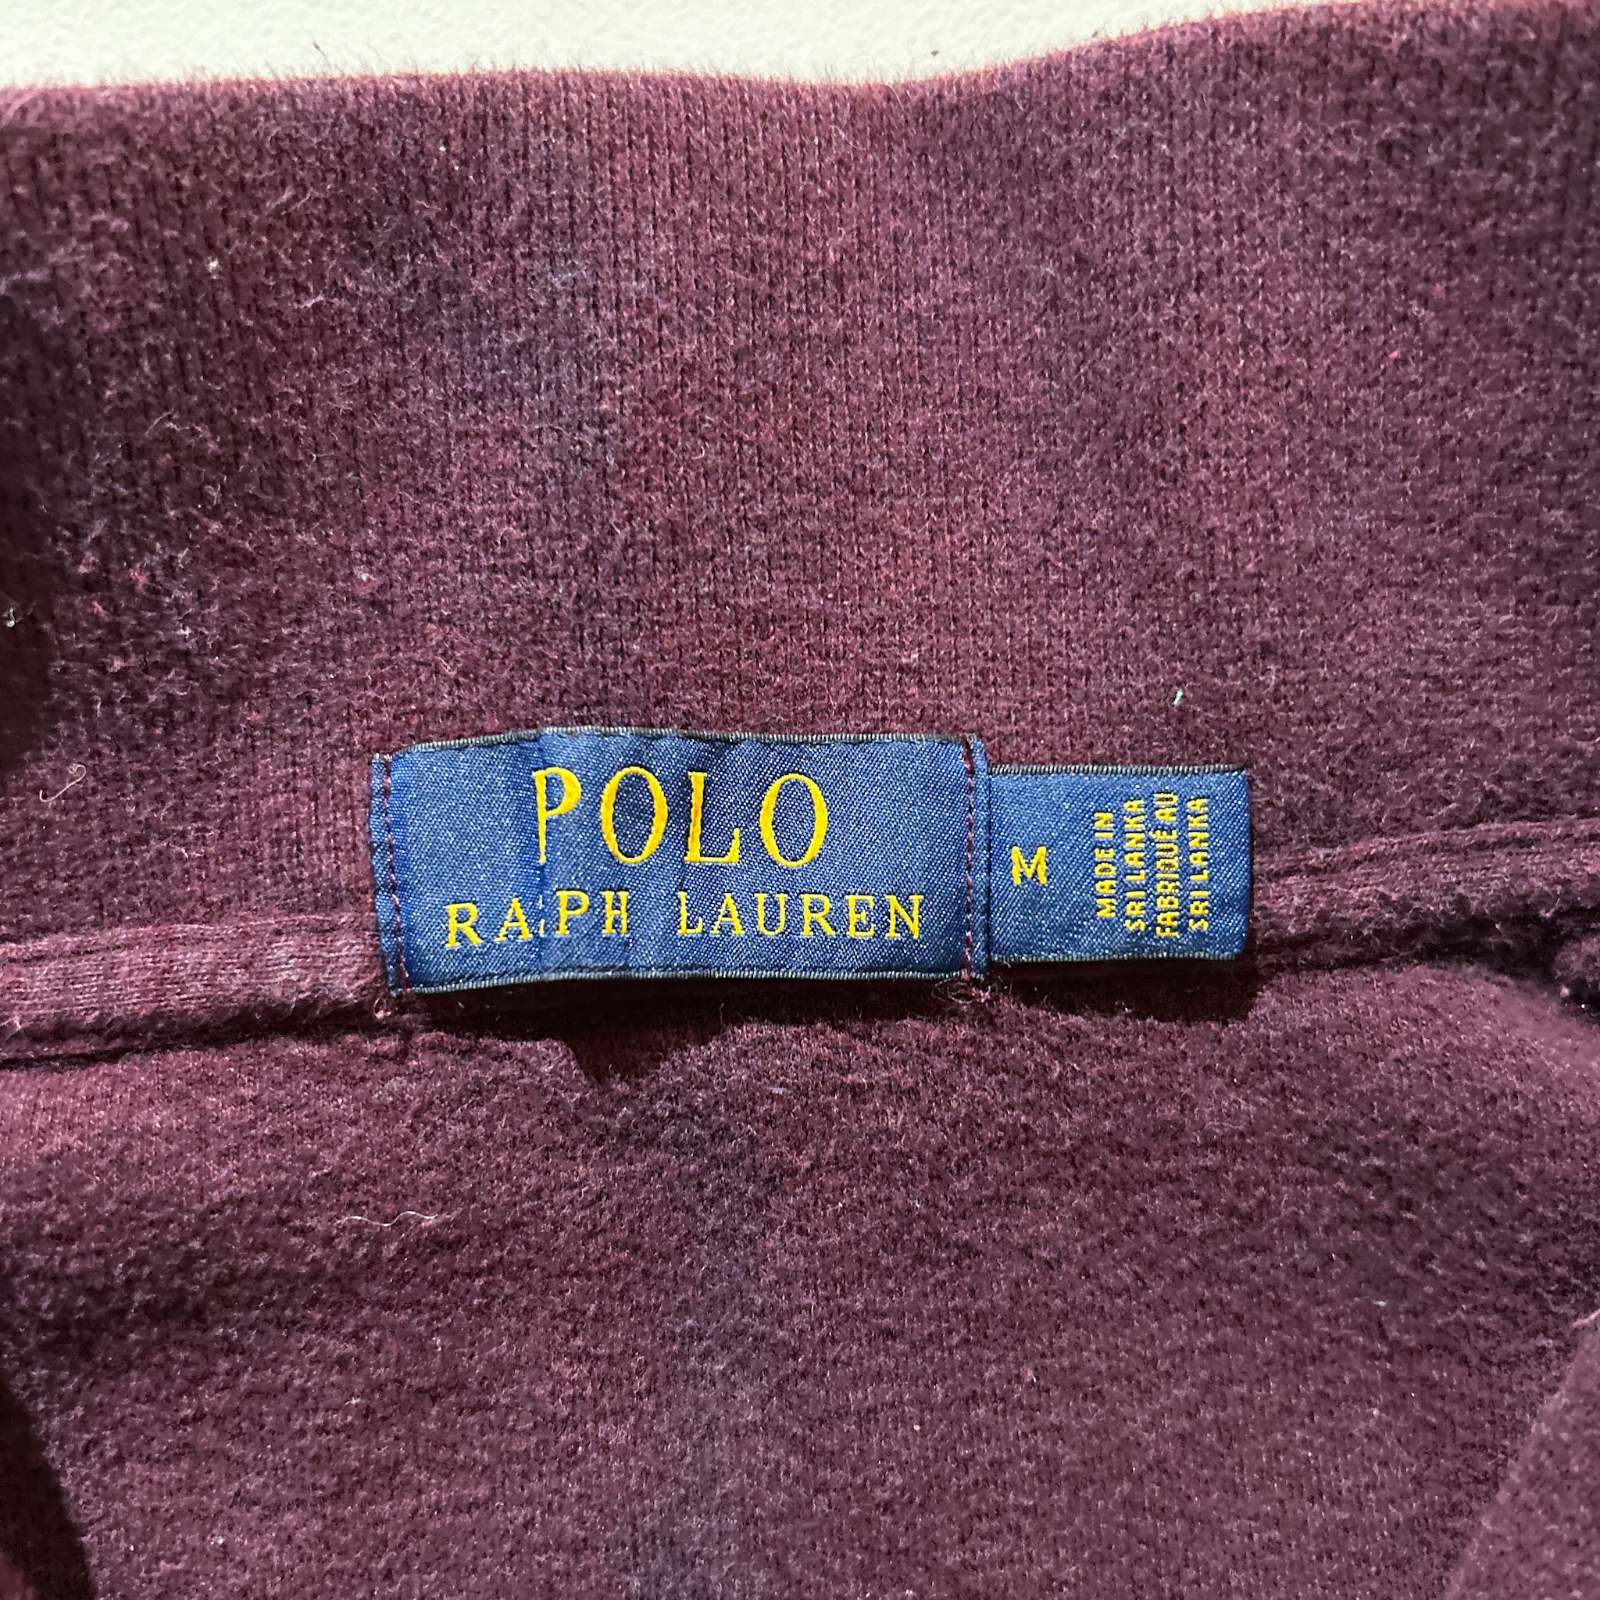 POLO
RALPH LAUREN
M
MADE IN
SRI LANKA
FABRIQUÉ AU
SRI LANKA